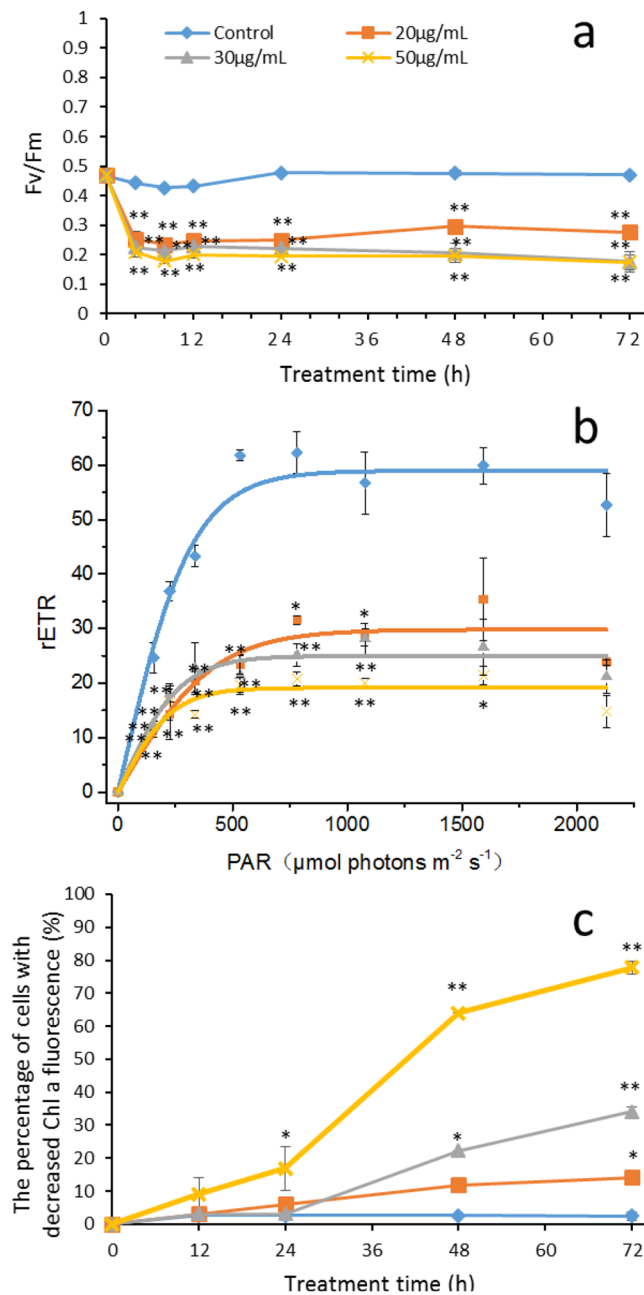 a
Control
20µg/mL
30µg/mL
50µg/mL
Fv/Fm
1
0.9
0.8
0.7
0.6
0.5
0.4
0.3
0.2
0.1
0
** ** ** ** ** **
** ** ** ** ** **
** ** ** ** ** **
0 12 24 36 48 60 72
Treatment time (h)
b
rETR
70
60
50
40
30
20
10
0
0 500 1000 1500 2000
PAR (µmol photons m⁻² s⁻¹)
c
The percentage of cells with
decreased Chl a fluorescence (%)
100
90
80
70
60
50
40
30
20
10
0
* ** **
* **
*
0 12 24 36 48 60 72
Treatment time (h)